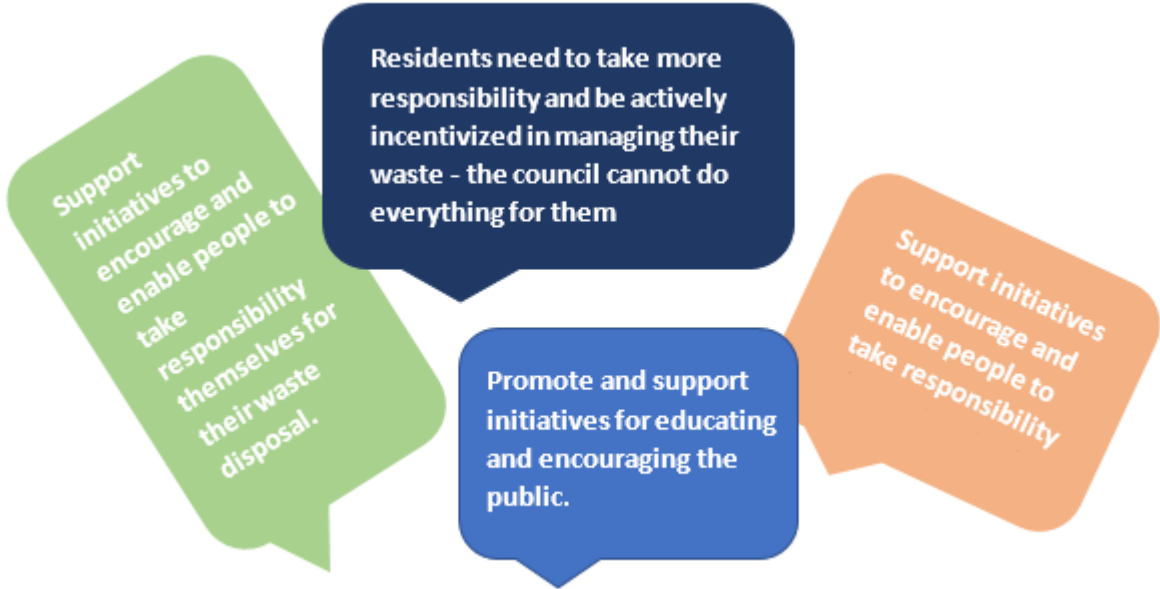 Support
initiatives to
encourage and
enable people to
take
responsibility
themselves for
their waste
disposal.
Residents need to take more
responsibility and be actively
incentivized in managing their
waste - the council cannot do
everything for them
Promote and support
initiatives for educating
and encouraging the
public.
Support initiatives
to encourage and
enable people to
take responsibility